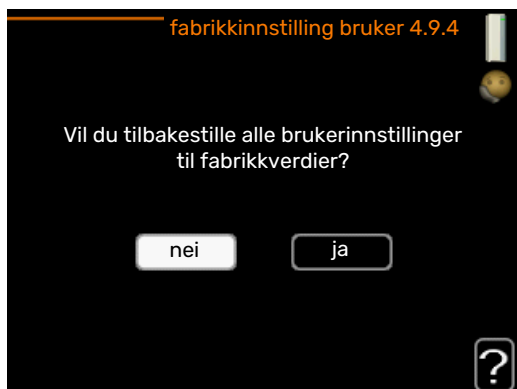 fabrikkinnstilling bruker 4.9.4
Vil du tilbakestille alle brukerinnstillinger
til fabrikkverdier?
nei
ja
?